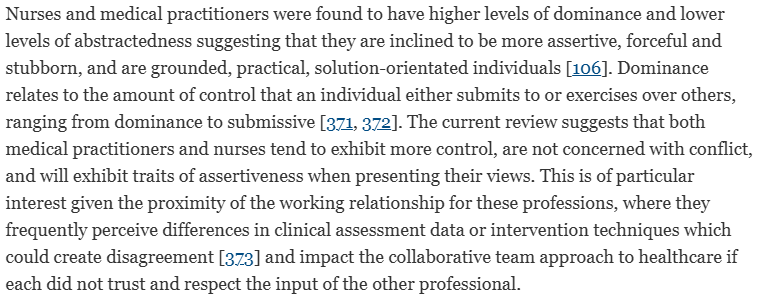 Nurses and medical practitioners were found to have higher levels of dominance and lower
levels of abstractedness suggesting that they are inclined to be more assertive, forceful and
stubborn, and are grounded, practical, solution-orientated individuals [106]. Dominance
relates to the amount of control that an individual either submits to or exercises over others,
ranging from dominance to submissive [371, 372]. The current review suggests that both
medical practitioners and nurses tend to exhibit more control, are not concerned with conflict,
and will exhibit traits of assertiveness when presenting their views. This is of particular
interest given the proximity of the working relationship for these professions, where they
frequently perceive differences in clinical assessment data or intervention techniques which
could create disagreement [373] and impact the collaborative team approach to healthcare if
each did not trust and respect the input of the other professional.